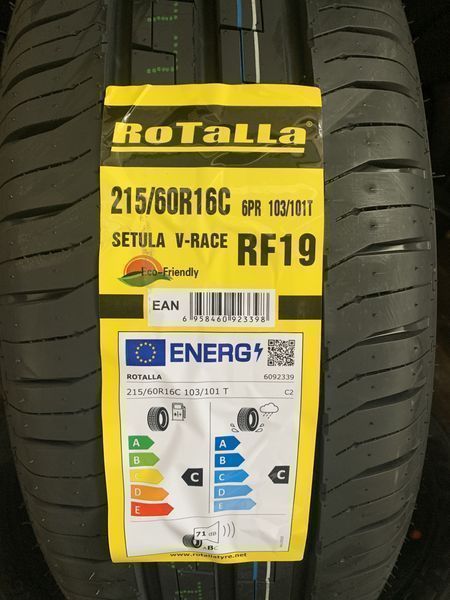 RoTaLLa®
215/60R16C 6PR 103/101T
SETULA V-RACE RF19
Eco-Friendly
EAN
6 958460 923398
ENERG
ROTALLA 6092339
215/60R16C 103/101 T C2
A A
B B
C C C C
D D
E E
71 dB
ABC
www.rotallatyre.net